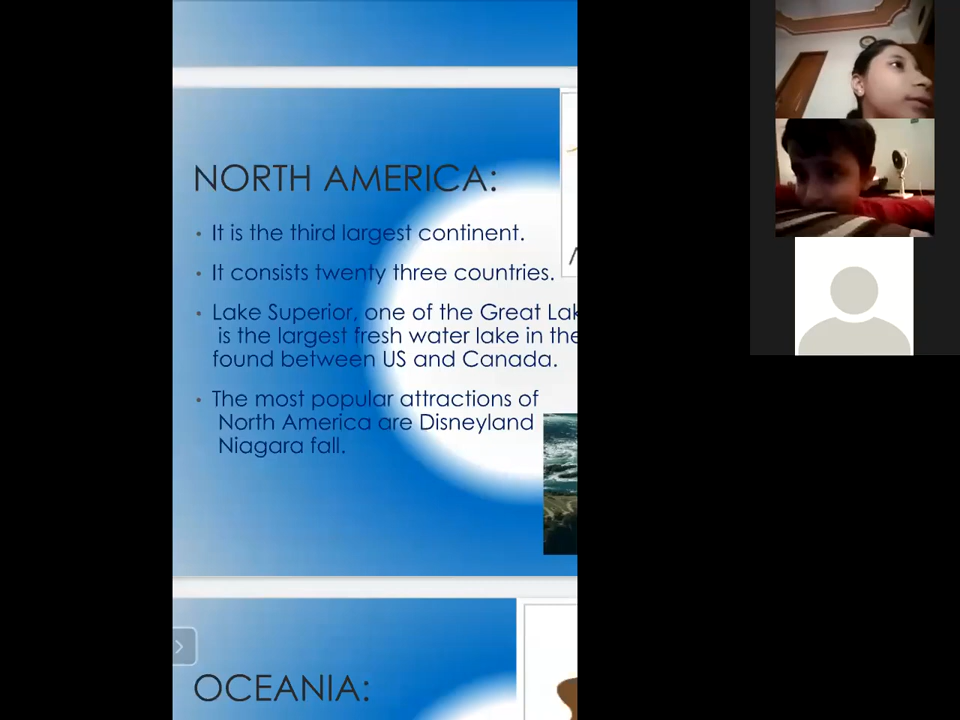 NORTH AMERICA:
• It is the third largest continent.
• It consists twenty three countries.
• Lake Superior, one of the Great
is the largest fresh water lake in the
found between US and Canada.
• The most popular attractions of
North America are Disneyland
Niagara fall.
OCEANIA: